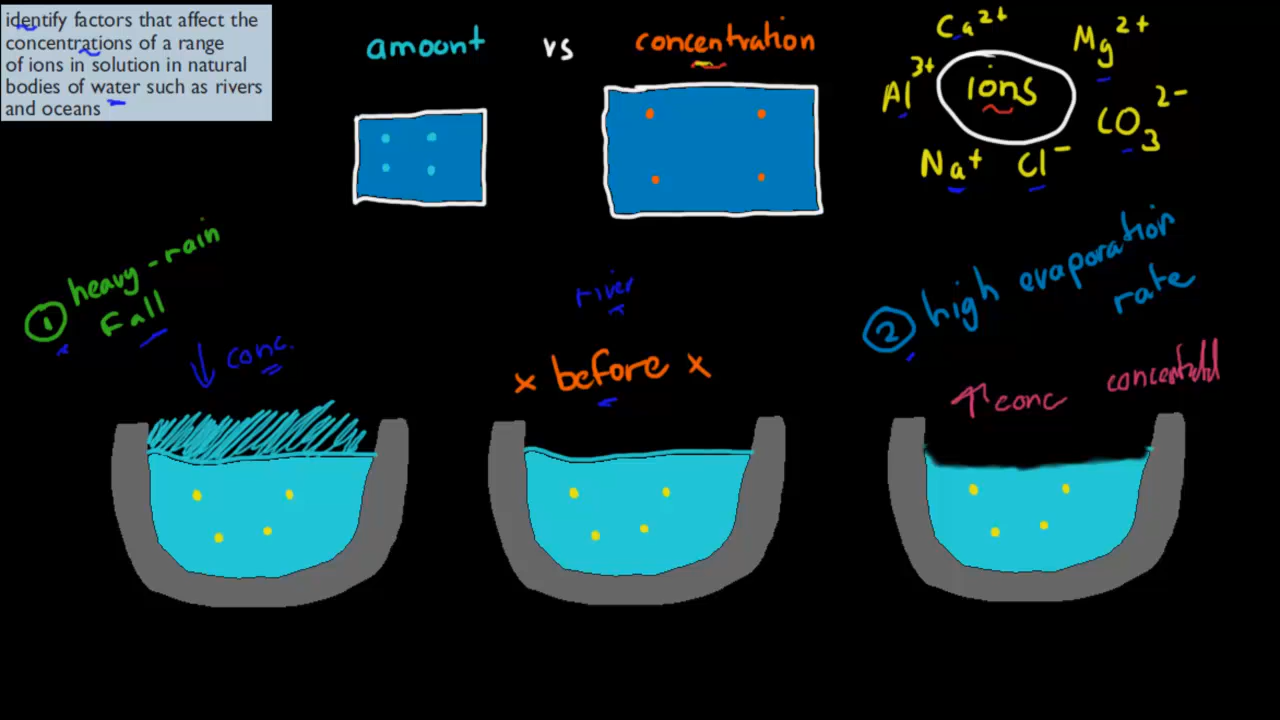 identify factors that affect the
concentrations of a range
of ions in solution in natural
bodies of water such as rivers
and oceans
amount vs concentration
Ca2+
Mg2+
Al3+
ions
CO3 2-
Na+
Cl-
① heavy-rain
fall
↓ conc.
river
x before x
② high evaporation
rate
↑ conc